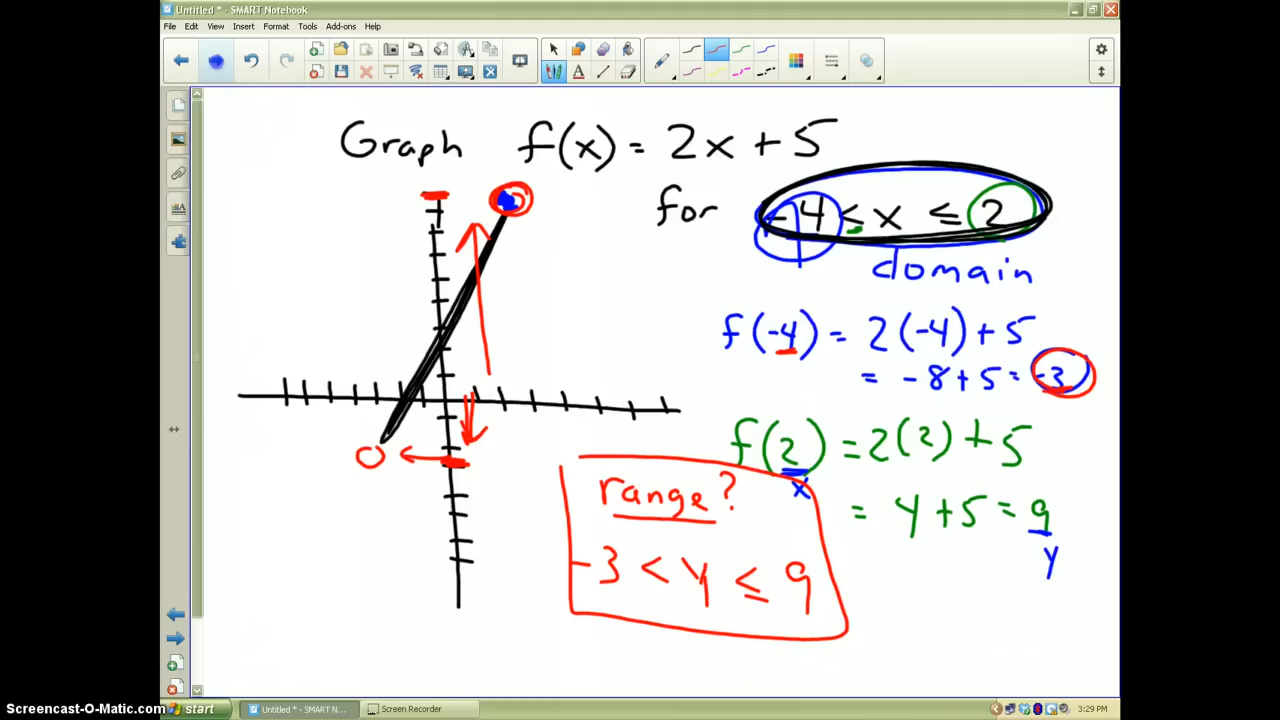 Untitled * - SMART Notebook
File Edit View Insert Format Tools Add-ons Help
Graph f(x) = 2x + 5
for -4 ≤ x ≤ 2
domain
f(-4) = 2(-4) + 5
= -8 + 5 = -3
f(2) = 2(2) + 5
x
= 4 + 5 = 9
y
range?
-3 < y ≤ 9
Screencast-O-Matic.com
start
Untitled * - SMART N...
Screen Recorder
3:29 PM